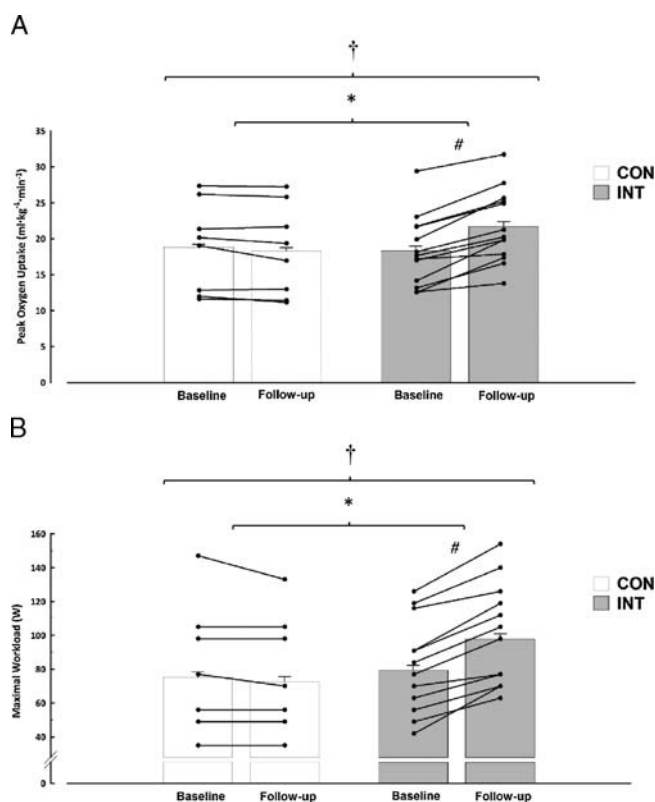 A
†
*
#
35
30
25
20
15
10
5
0
Peak Oxygen Uptake (ml·kg⁻¹·min⁻¹)
CON
INT
Baseline Follow-up Baseline Follow-up
B
†
*
#
160
140
120
100
80
60
40
0
Maximal Workload (W)
CON
INT
Baseline Follow-up Baseline Follow-up